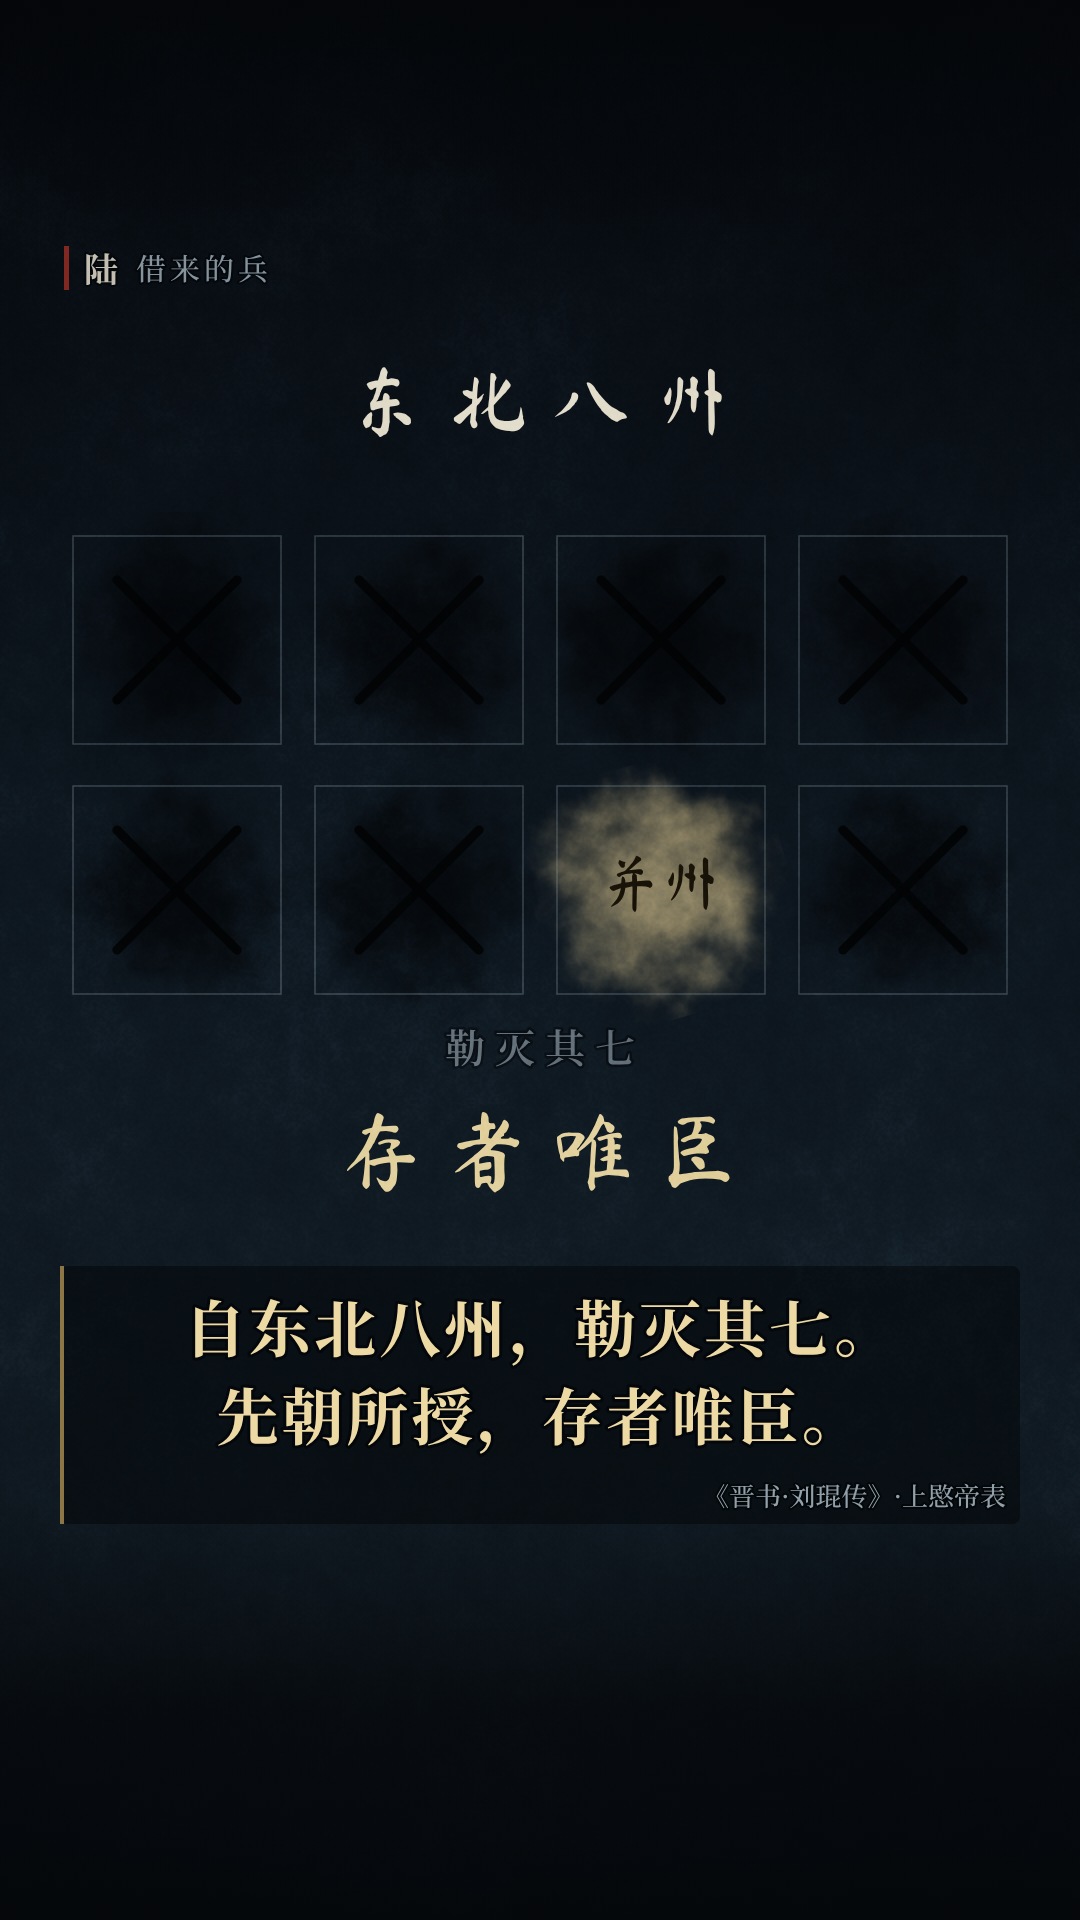 陆 借来的兵
东北八州
并州
勒灭其七
存者唯臣
自东北八州，勒灭其七。
先朝所授，存者唯臣。
《晋书·刘琨传》·上愍帝表